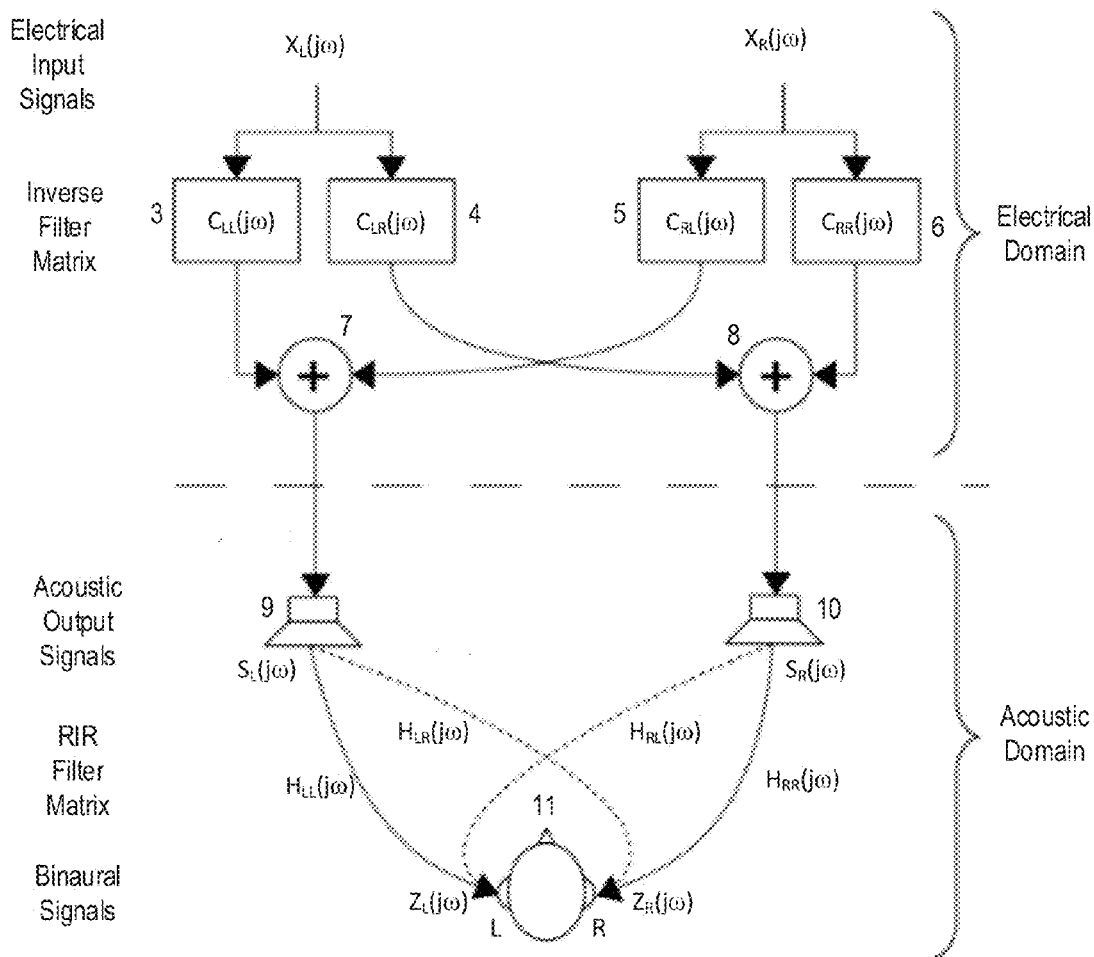 Electrical
Input
Signals
X_L(jω)
X_R(jω)
Inverse
Filter
Matrix
3
C_LL(jω)
C_LR(jω)
4
5
C_RL(jω)
C_RR(jω)
6
Electrical
Domain
7
+
8
+
Acoustic
Output
Signals
9
10
S_L(jω)
S_R(jω)
RIR
Filter
Matrix
H_LR(jω)
H_RL(jω)
H_LL(jω)
H_RR(jω)
Acoustic
Domain
11
Binaural
Signals
Z_L(jω)
L
R
Z_R(jω)